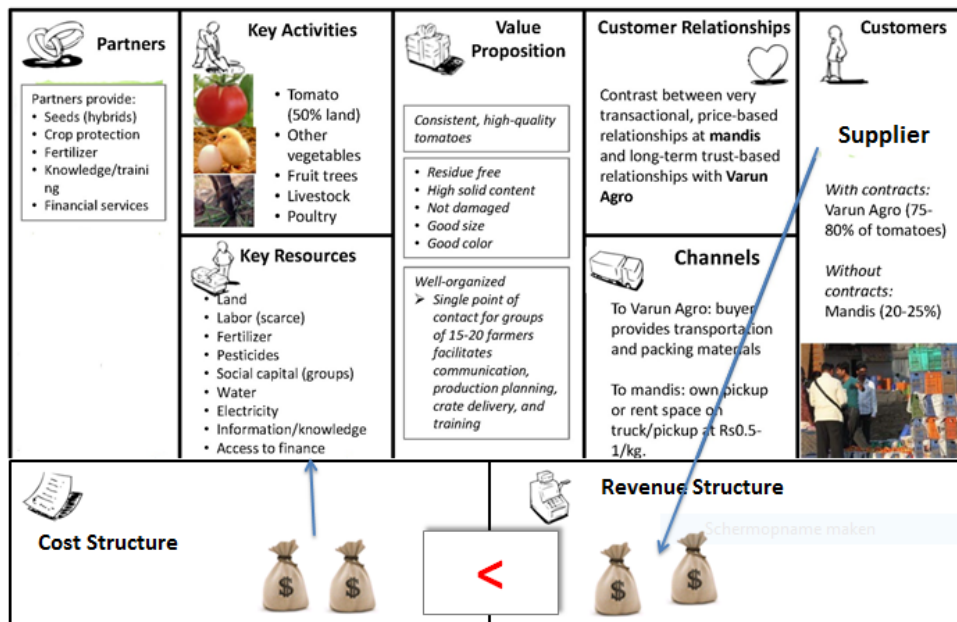 Partners
Partners provide:
• Seeds (hybrids)
• Crop protection
• Fertilizer
• Knowledge/traini
ng
• Financial services
Key Activities
• Tomato
(50% land)
• Other
vegetables
• Fruit trees
• Livestock
• Poultry
Key Resources
• Land
• Labor (scarce)
• Fertilizer
• Pesticides
• Social capital (groups)
• Water
• Electricity
• Information/knowledge
• Access to finance
Value
Proposition
Consistent, high-quality
tomatoes
• Residue free
• High solid content
• Not damaged
• Good size
• Good color
Well-organized
➢ Single point of
contact for groups
of 15-20 farmers
facilitates
communication,
production planning,
crate delivery, and
training
Customer Relationships
Contrast between very
transactional, price-based
relationships at mandis
and long-term trust-based
relationships with Varun
Agro
Channels
To Varun Agro: buyer
provides transportation
and packing materials
To mandis: own pickup
or rent space on
truck/pickup at Rs0.5-
1/kg.
Customers
Supplier
With contracts:
Varun Agro (75-
80% of tomatoes)
Without
contracts:
Mandis (20-25%)
Cost Structure
$ $
<
Revenue Structure
Schermopname maken
$ $